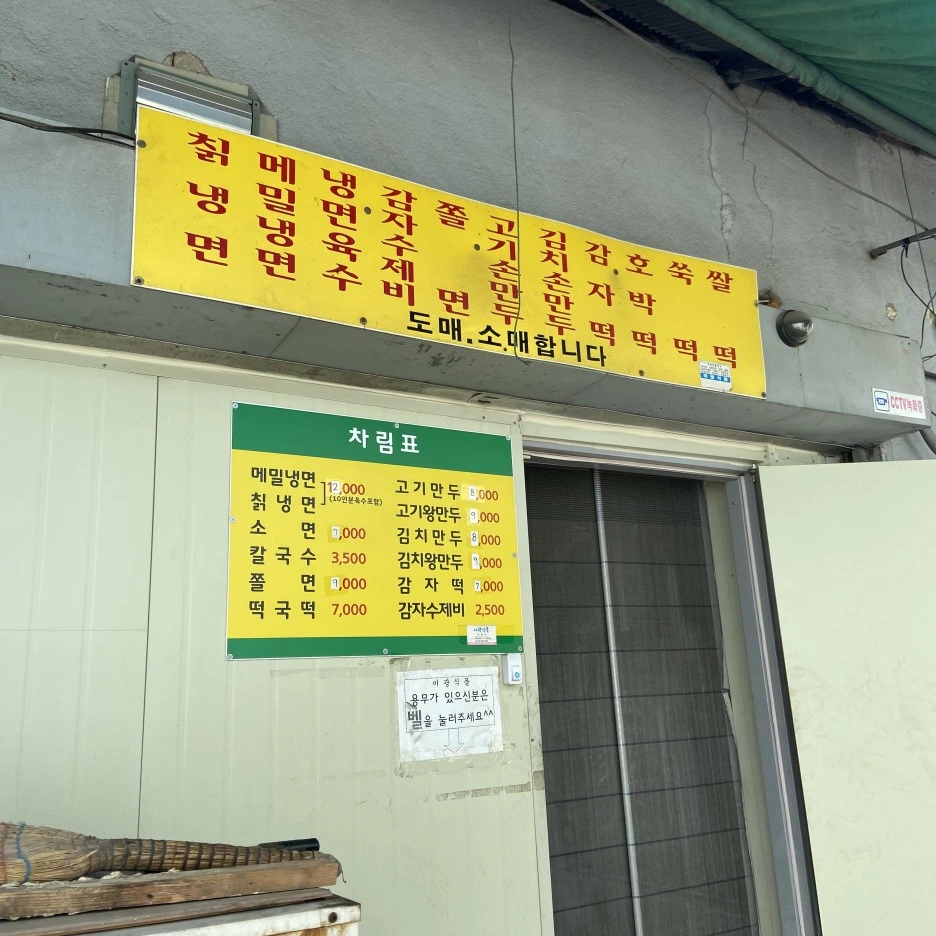 칡냉면
메밀냉면
냉면육수
감자수제비
쫄면
고기손만두
김치손만두
감자떡
호박떡
쑥떡
쌀떡
도매.소매합니다
CCTV녹화중
차림표
메밀냉면
칡냉면
12,000
(10인분육수포함)
소면 7,000
칼국수 3,500
쫄면 9,000
떡국떡 7,000
고기만두 8,000
고기왕만두 9,000
김치만두 8,000
김치왕만두 9,000
감자떡 7,000
감자수제비 2,500
미광식품
용무가 있으신분은
벨을 눌러주세요^^